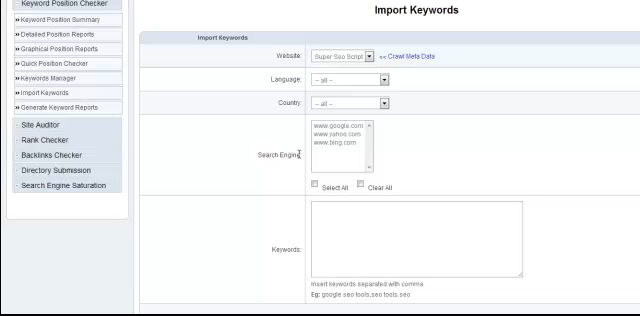 Keyword Position Checker
Import Keywords
» Keyword Position Summary
» Detailed Position Reports
» Graphical Position Reports
» Quick Position Checker
» Keywords Manager
» Import Keywords
» Generate Keyword Reports
Site Auditor
Rank Checker
Backlinks Checker
Directory Submission
Search Engine Saturation
Import Keywords
Website:
Super Seo Script
«« Crawl Meta Data
Language:
-- all --
Country:
-- all --
Search Engine
www.google.com
www.yahoo.com
www.bing.com
Select All
Clear All
Keywords:
Insert keywords separated with comma
Eg: google seo tools,seo tools,seo